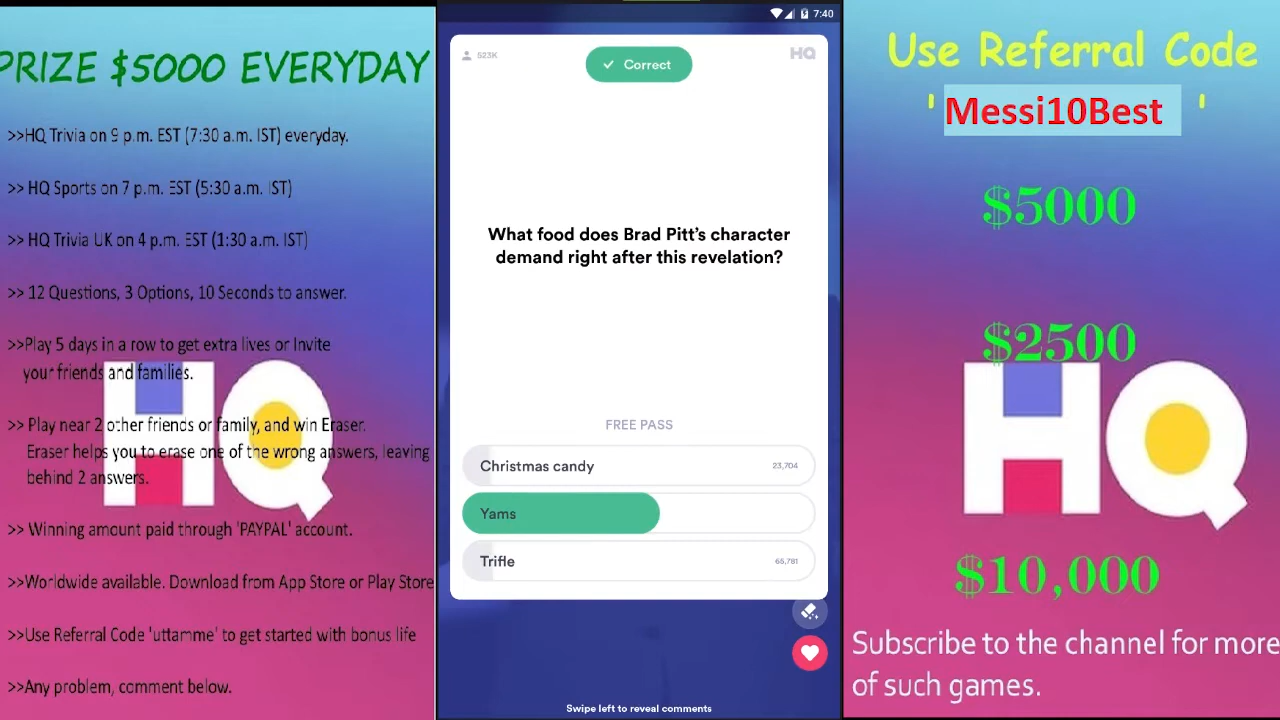 PRIZE $5000 EVERYDAY
>>HQ Trivia on 9 p.m. EST (7:30 a.m. IST) everyday.
>> HQ Sports on 7 p.m. EST (5:30 a.m. IST)
>> HQ Trivia UK on 4 p.m. EST (1:30 a.m. IST)
>> 12 Questions, 3 Options, 10 Seconds to answer.
>>Play 5 days in a row to get extra lives or Invite
your friends and families.
>> Play near 2 other friends or family, and win Eraser.
Eraser helps you to erase one of the wrong answers, leaving
behind 2 answers.
>> Winning amount paid through 'PAYPAL' account.
>>Worldwide available. Download from App Store or Play Store
>>Use Referral Code 'uttamme' to get started with bonus life
>>Any problem, comment below.
HQ
7:40
523K
Correct
HQ
What food does Brad Pitt's character
demand right after this revelation?
FREE PASS
Christmas candy 23,704
Yams
Trifle 65,781
Swipe left to reveal comments
Use Referral Code
' Messi10Best '
$5000
$2500
HQ
$10,000
Subscribe to the channel for more
of such games.